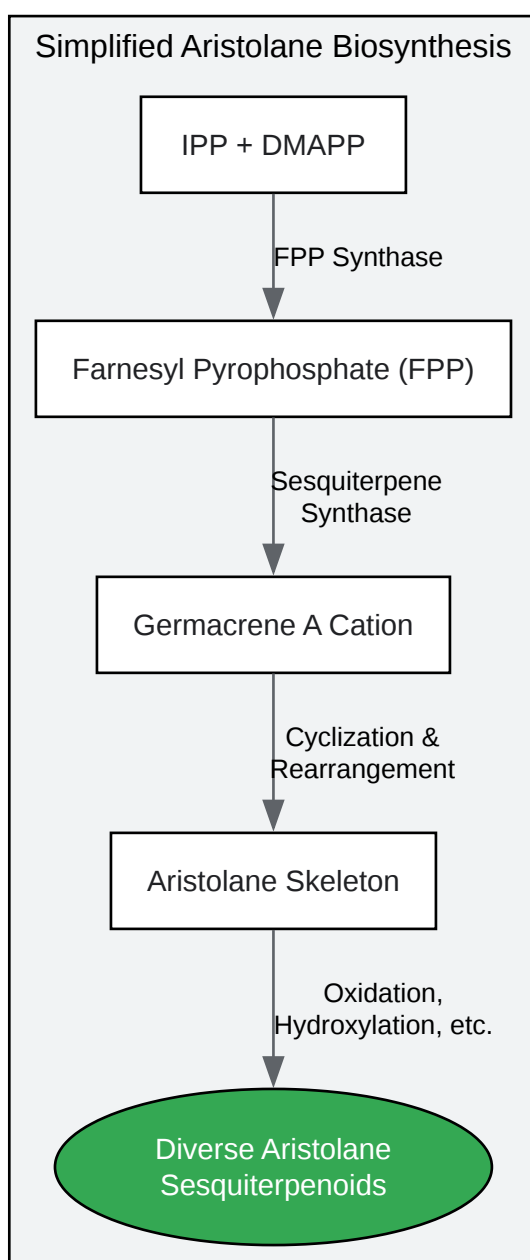 Simplified Aristolane Biosynthesis
IPP + DMAPP
FPP Synthase
Farnesyl Pyrophosphate (FPP)
Sesquiterpene
Synthase
Germacrene A Cation
Cyclization &
Rearrangement
Aristolane Skeleton
Oxidation,
Hydroxylation, etc.
Diverse Aristolane
Sesquiterpenoids